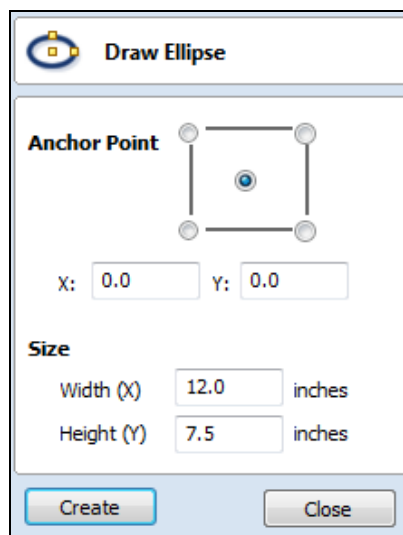 Draw Ellipse
Anchor Point
X: 0.0 Y: 0.0
Size
Width (X) 12.0 inches
Height (Y) 7.5 inches
Create Close